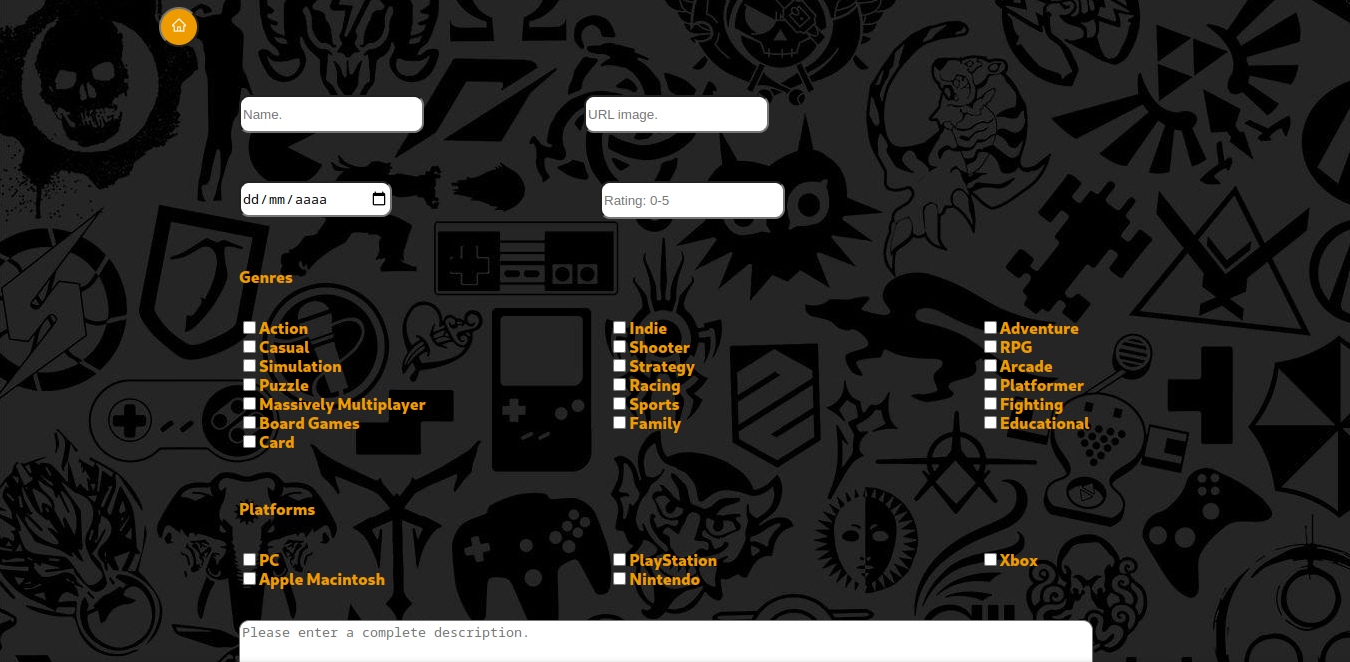 Name.
URL image.
dd/mm/aaaa
Rating: 0-5
Genres
Action
Indie
Adventure
Casual
Shooter
RPG
Simulation
Strategy
Arcade
Puzzle
Racing
Platformer
Massively Multiplayer
Sports
Fighting
Board Games
Family
Educational
Card
Platforms
PC
PlayStation
Xbox
Apple Macintosh
Nintendo
Please enter a complete description.